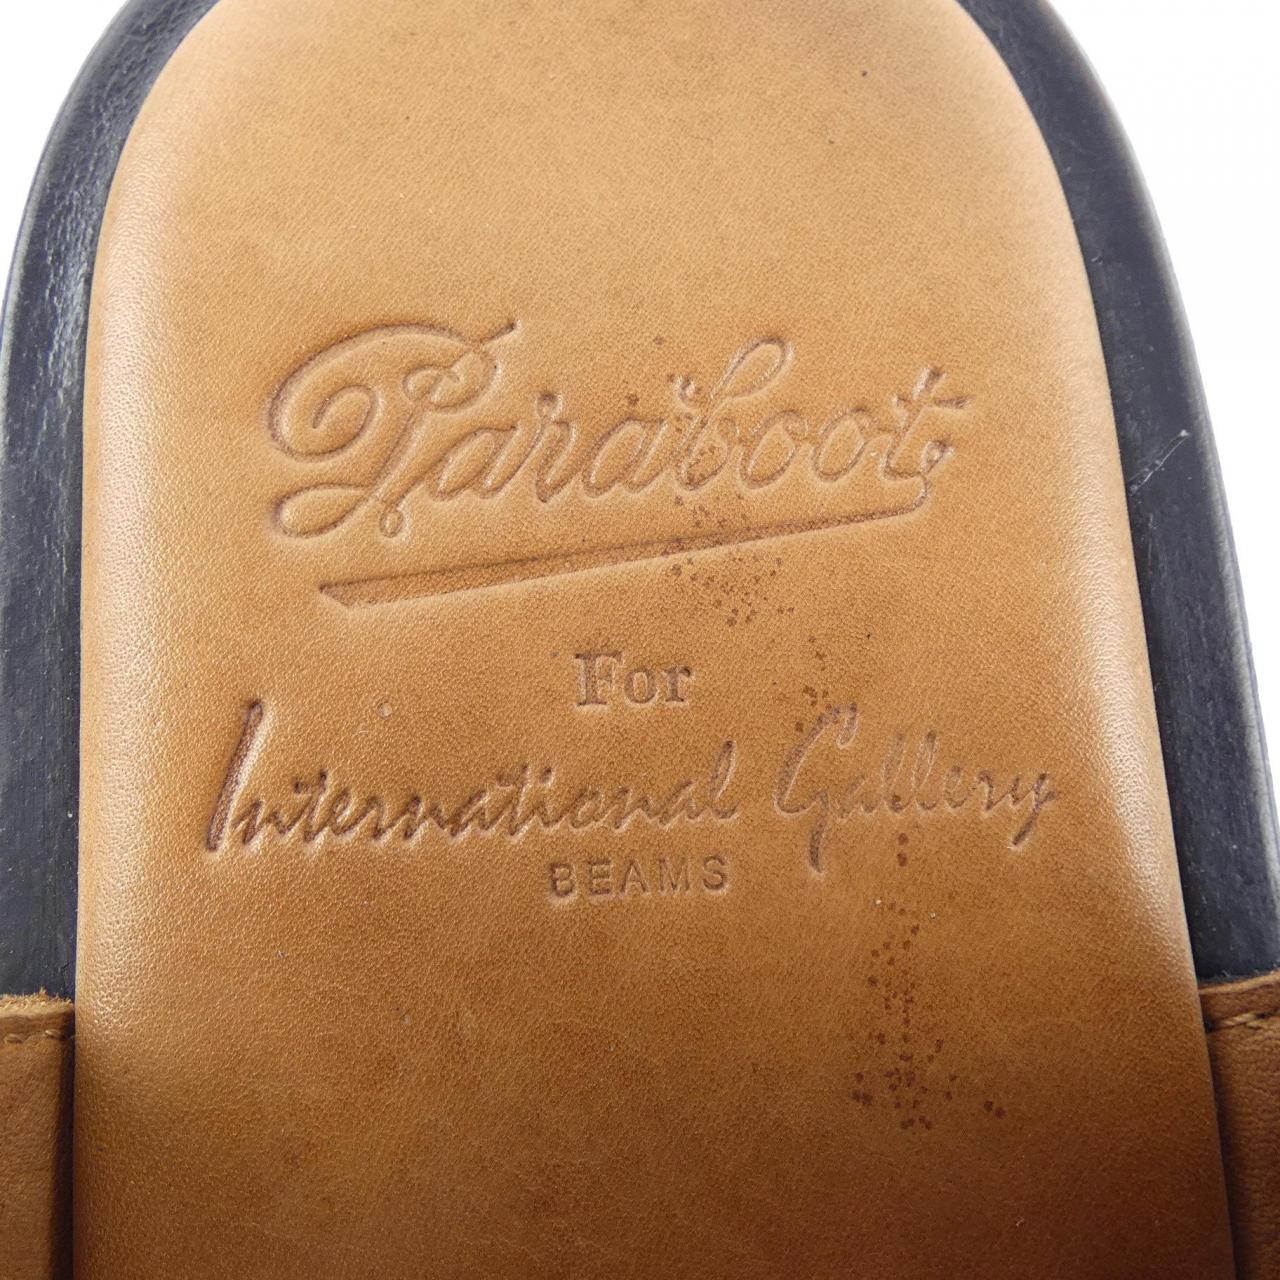 Paraboot
For
International Gallery
BEAMS